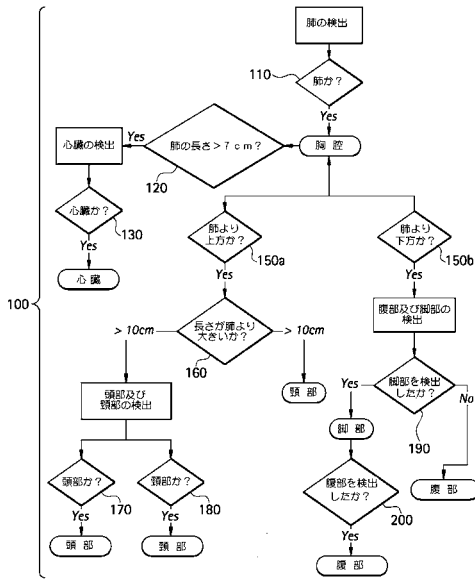 肺の検出
110
肺か？
Yes
心臓の検出
Yes
肺の長さ＞７ｃｍ？
胸腔
120
心臓か？
130
Yes
心臓
肺より
上方か？
150a
Yes
肺より
下方か？
150b
Yes
100
> 10cm
長さが肺より
大きいか？
> 10cm
160
腹部及び脚部の
検出
頭部及び
頸部の検出
頸部
Yes
脚部を検出
したか？
No
190
脚部
頭部か？
170
頸部か？
180
腹部を検出
したか？
200
腹部
Yes
Yes
頭部
頸部
Yes
腹部